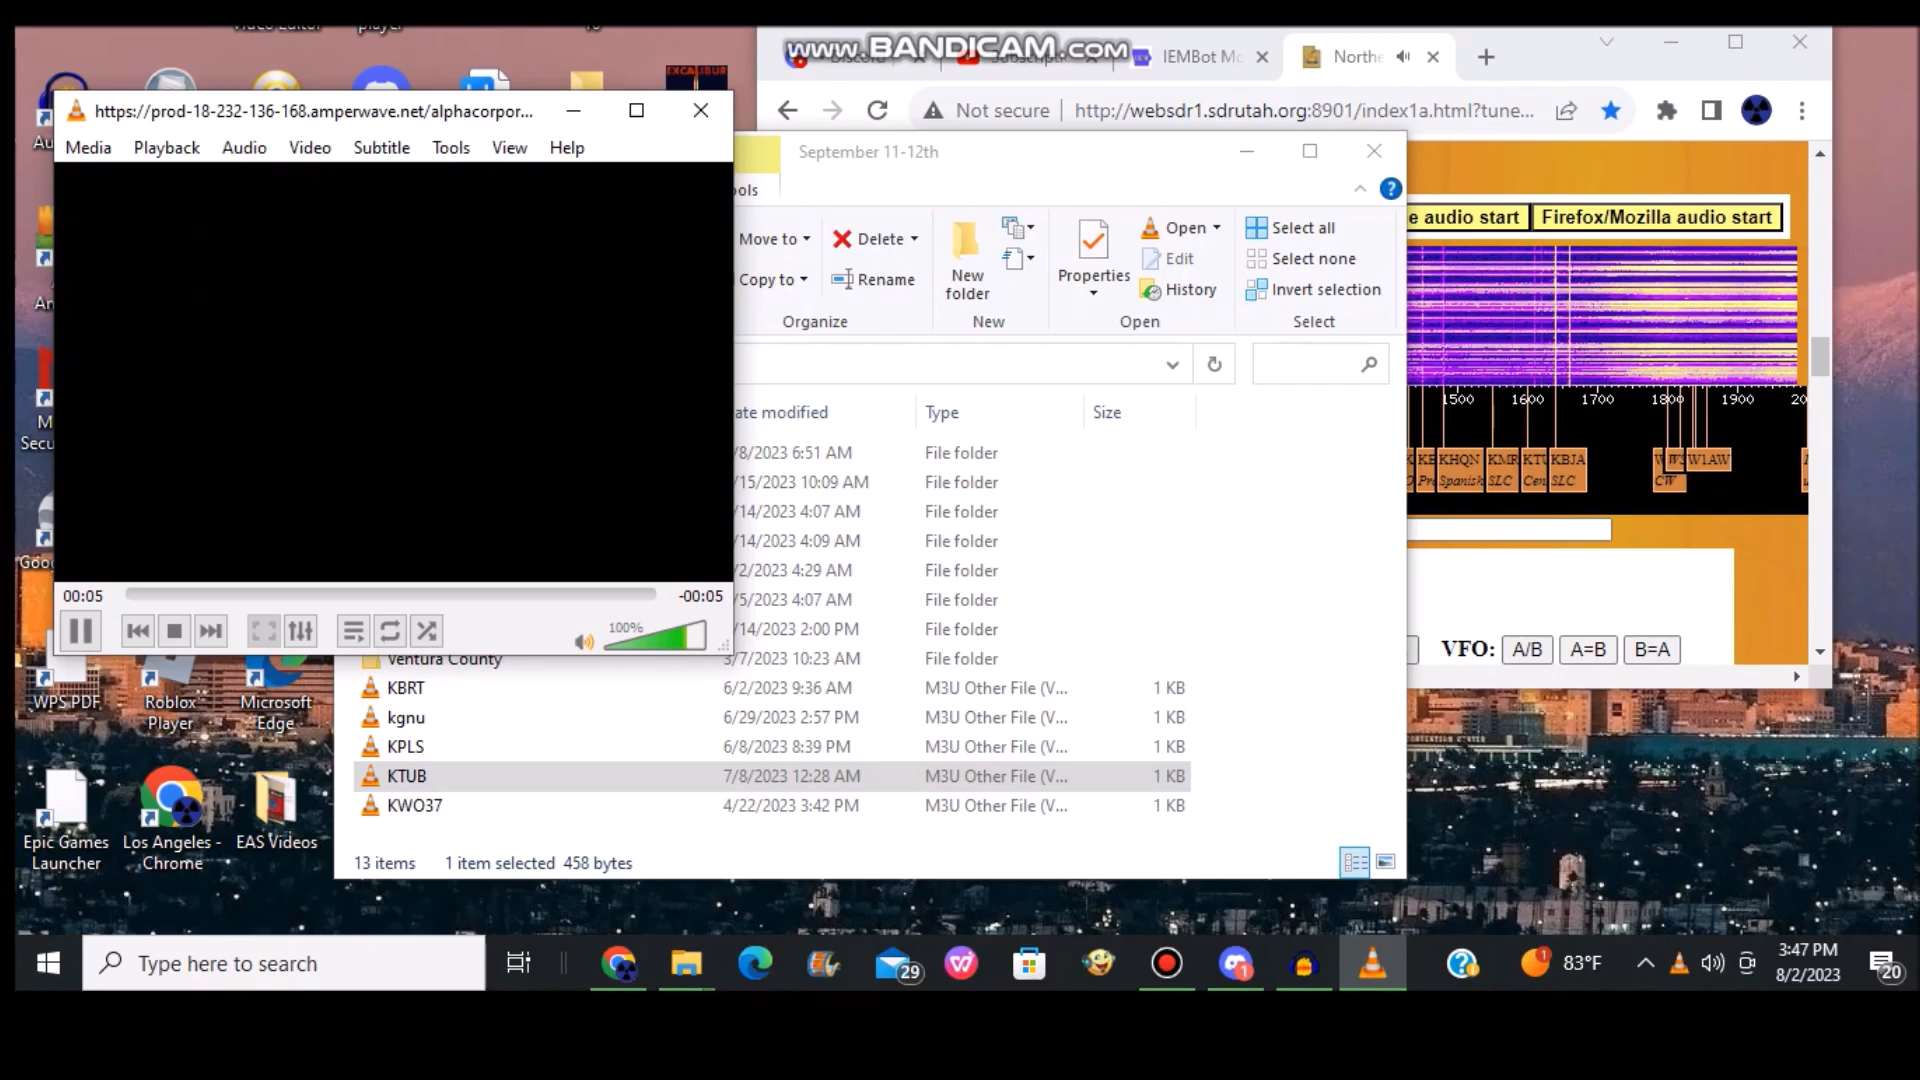 www.BANDICAM.com
IEMBot Mo
Northe
Not secure
http://websdr1.sdrutah.org:8901/index1a.html?tune...
https://prod-18-232-136-168.amperwave.net/alphacorpor...
Media Playback Audio Video Subtitle Tools View Help
September 11-12th
ools
EXCALIBUR
e audio start
Firefox/Mozilla audio start
Move to
Copy to
Delete
Rename
Organize
New folder
New
Properties
Open
Edit
History
Open
Select all
Select none
Invert selection
Select
ate modified Type Size
/8/2023 6:51 AM File folder
/15/2023 10:09 AM File folder
/14/2023 4:07 AM File folder
/14/2023 4:09 AM File folder
/2/2023 4:29 AM File folder
/5/2023 4:07 AM File folder
/14/2023 2:00 PM File folder
Ventura County 3/7/2023 10:23 AM File folder
KBRT 6/2/2023 9:36 AM M3U Other File (V... 1 KB
kgnu 6/29/2023 2:57 PM M3U Other File (V... 1 KB
KPLS 6/8/2023 8:39 PM M3U Other File (V... 1 KB
KTUB 7/8/2023 12:28 AM M3U Other File (V... 1 KB
KWO37 4/22/2023 3:42 PM M3U Other File (V... 1 KB
13 items 1 item selected 458 bytes
00:05
-00:05
100%
1500 1600 1700 1800 1900 20
KHQN Spanish
KMR SLC
KTU Cen
KBJA SLC
CW
W1AW
VFO: A/B A=B B=A
WPS PDF
Roblox Player
Microsoft Edge
Epic Games Launcher
Los Angeles - Chrome
EAS Videos
Type here to search
29
1
1
83°F
3:47 PM
8/2/2023
20